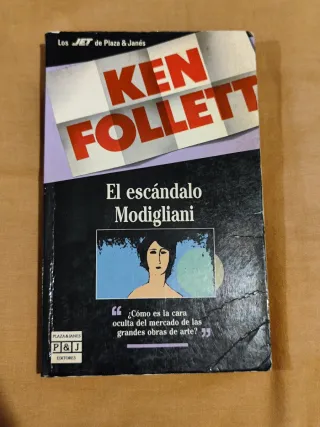 Los JET de Plaza & Janés
KEN
FOLLETT
El escándalo
Modigliani
“ ¿Cómo es la cara
oculta del mercado de las
grandes obras de arte? ”
PLAZA & JANES
P&J
EDITORES